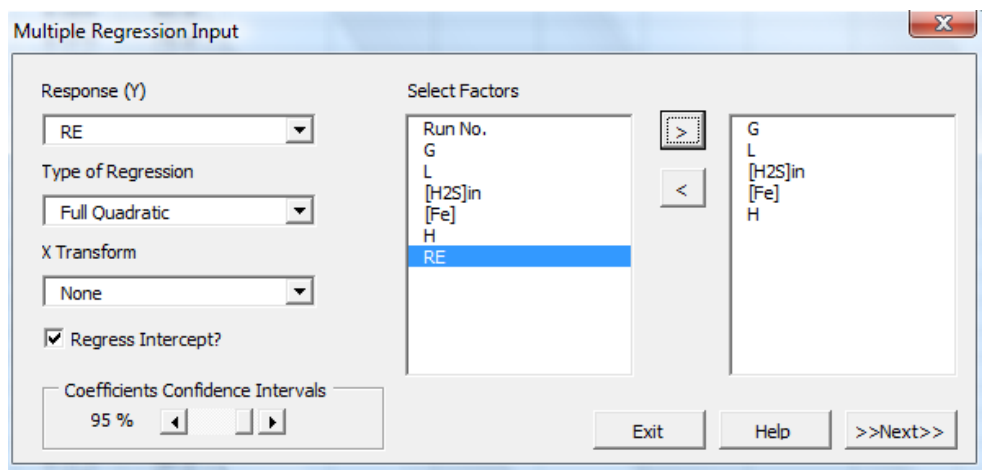 Multiple Regression Input
X
Response (Y)
RE
Type of Regression
Full Quadratic
X Transform
None
Regress Intercept?
Coefficients Confidence Intervals
95 %
Select Factors
Run No.
G
L
[H2S]in
[Fe]
H
RE
>
<
G
L
[H2S]in
[Fe]
H
Exit
Help
>>Next>>